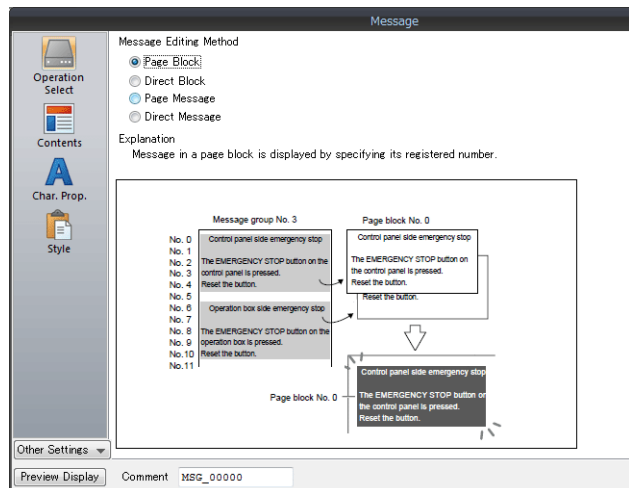 Message
Message Editing Method
Page Block
Direct Block
Page Message
Direct Message
Operation
Select
Contents
Char. Prop.
Style
Explanation
Message in a page block is displayed by specifying its registered number.
Message group No. 3
No. 0 Control panel side emergency stop
No. 1
No. 2 The EMERGENCY STOP button on the
No. 3 control panel is pressed.
No. 4 Reset the button.
No. 5
No. 6 Operation box side emergency stop
No. 7
No. 8 The EMERGENCY STOP button on the
No. 9 operation box is pressed.
No.10 Reset the button.
No.11
Page block No. 0
Control panel side emergency stop
The EMERGENCY STOP button on
the control panel is pressed.
Reset the button.
Reset the button.
Page block No. 0
Control panel side emergency stop
The EMERGENCY STOP button or
the control panel is pressed.
Reset the button.
Other Settings
Preview Display
Comment MSG_00000